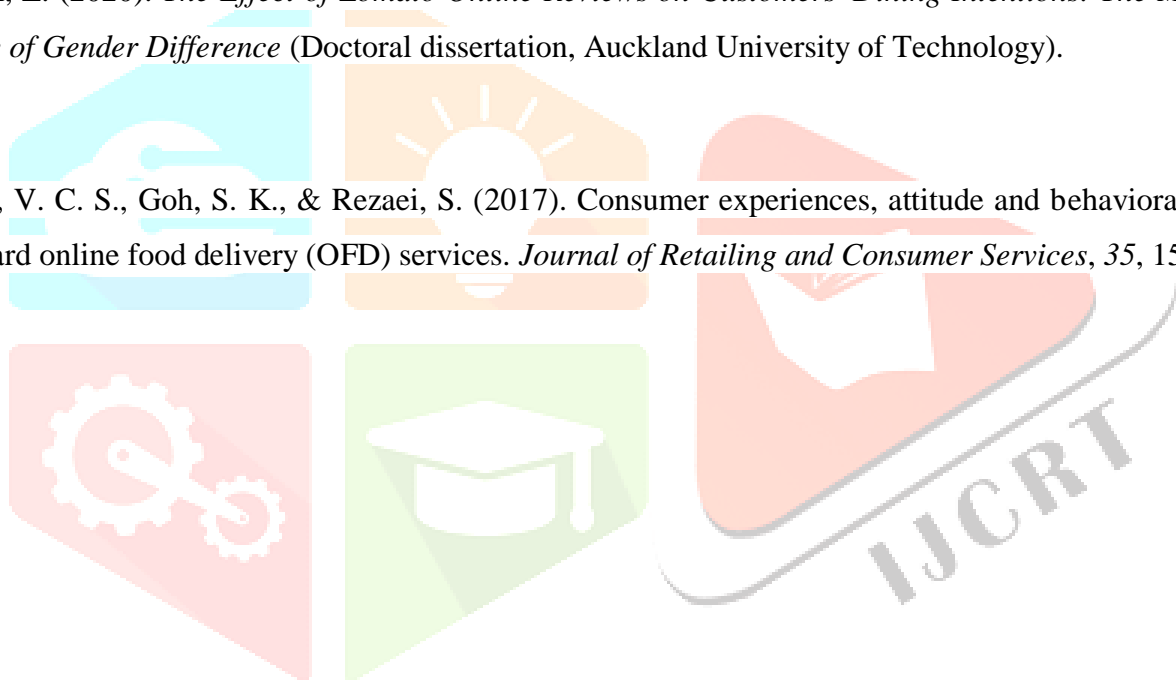 of Gender Difference (Doctoral dissertation, Auckland University of Technology).
, V. C. S., Goh, S. K., & Rezaei, S. (2017). Consumer experiences, attitude and behaviora
ard online food delivery (OFD) services. Journal of Retailing and Consumer Services, 35, 15
IJCRT